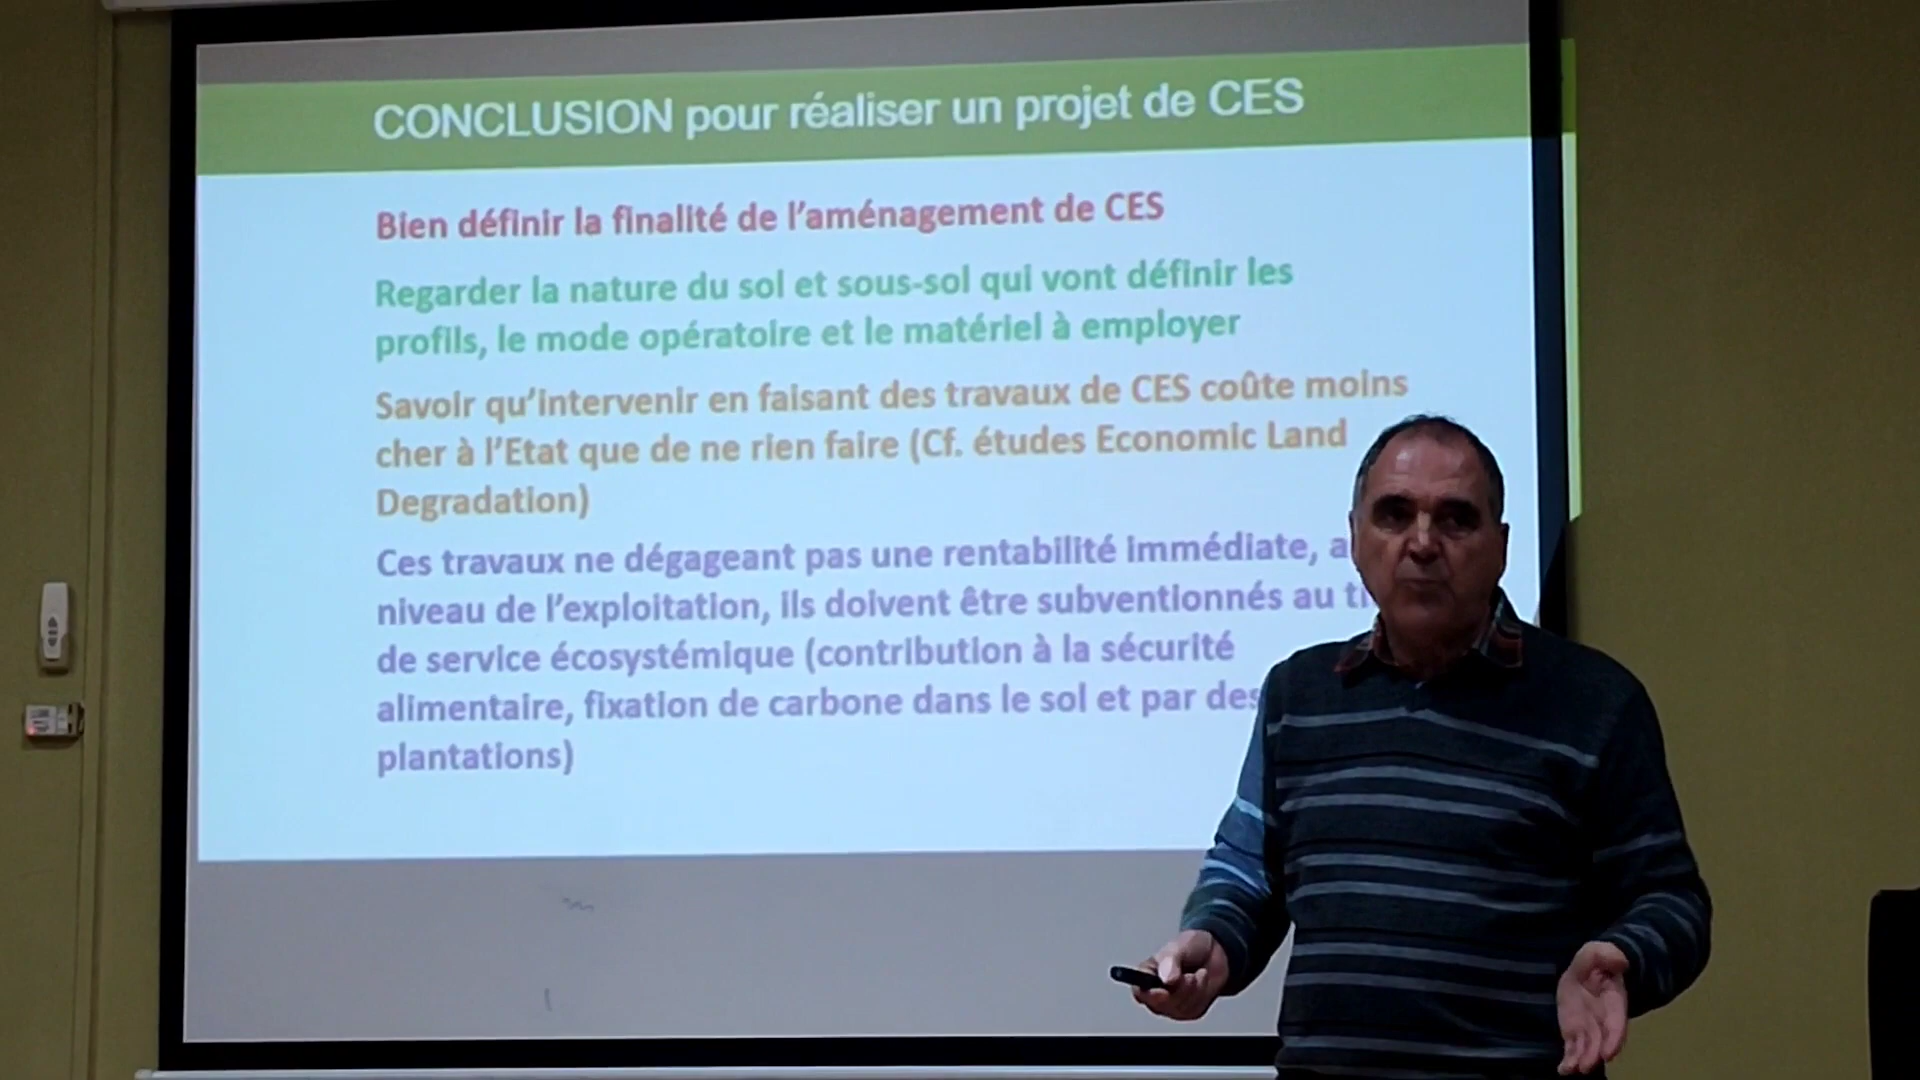 CONCLUSION pour réaliser un projet de CES
Bien définir la finalité de l'aménagement de CES
Regarder la nature du sol et sous-sol qui vont définir les
profils, le mode opératoire et le matériel à employer
Savoir qu'intervenir en faisant des travaux de CES coûte moins
cher à l'Etat que de ne rien faire (Cf. études Economic Land
Degradation)
Ces travaux ne dégageant pas une rentabilité immédiate,
niveau de l'exploitation, ils doivent être subventionnés au
de service écosystémique (contribution à la sécurité
alimentaire, fixation de carbone dans le sol et par des
plantations)